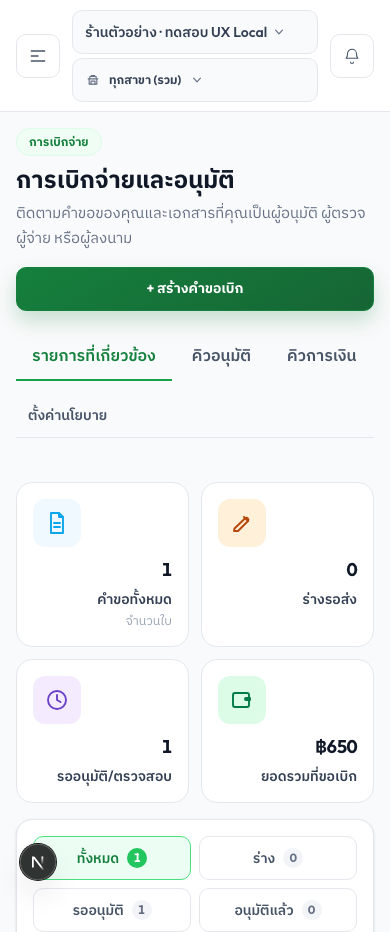 ร้านตัวอย่าง · ทดสอบ UX Local
ทุกสาขา (รวม)
การเบิกจ่าย
การเบิกจ่ายและอนุมัติ
ติดตามคำขอของคุณและเอกสารที่คุณเป็นผู้อนุมัติ ผู้ตรวจ
ผู้จ่าย หรือผู้ลงนาม
+ สร้างคำขอเบิก
รายการที่เกี่ยวข้อง
คิวอนุมัติ
คิวการเงิน
ตั้งค่านโยบาย
1
คำขอทั้งหมด
จำนวนใบ
0
ร่างรอส่ง
1
รออนุมัติ/ตรวจสอบ
฿650
ยอดรวมที่ขอเบิก
ทั้งหมด 1
ร่าง 0
รออนุมัติ 1
อนุมัติแล้ว 0
N